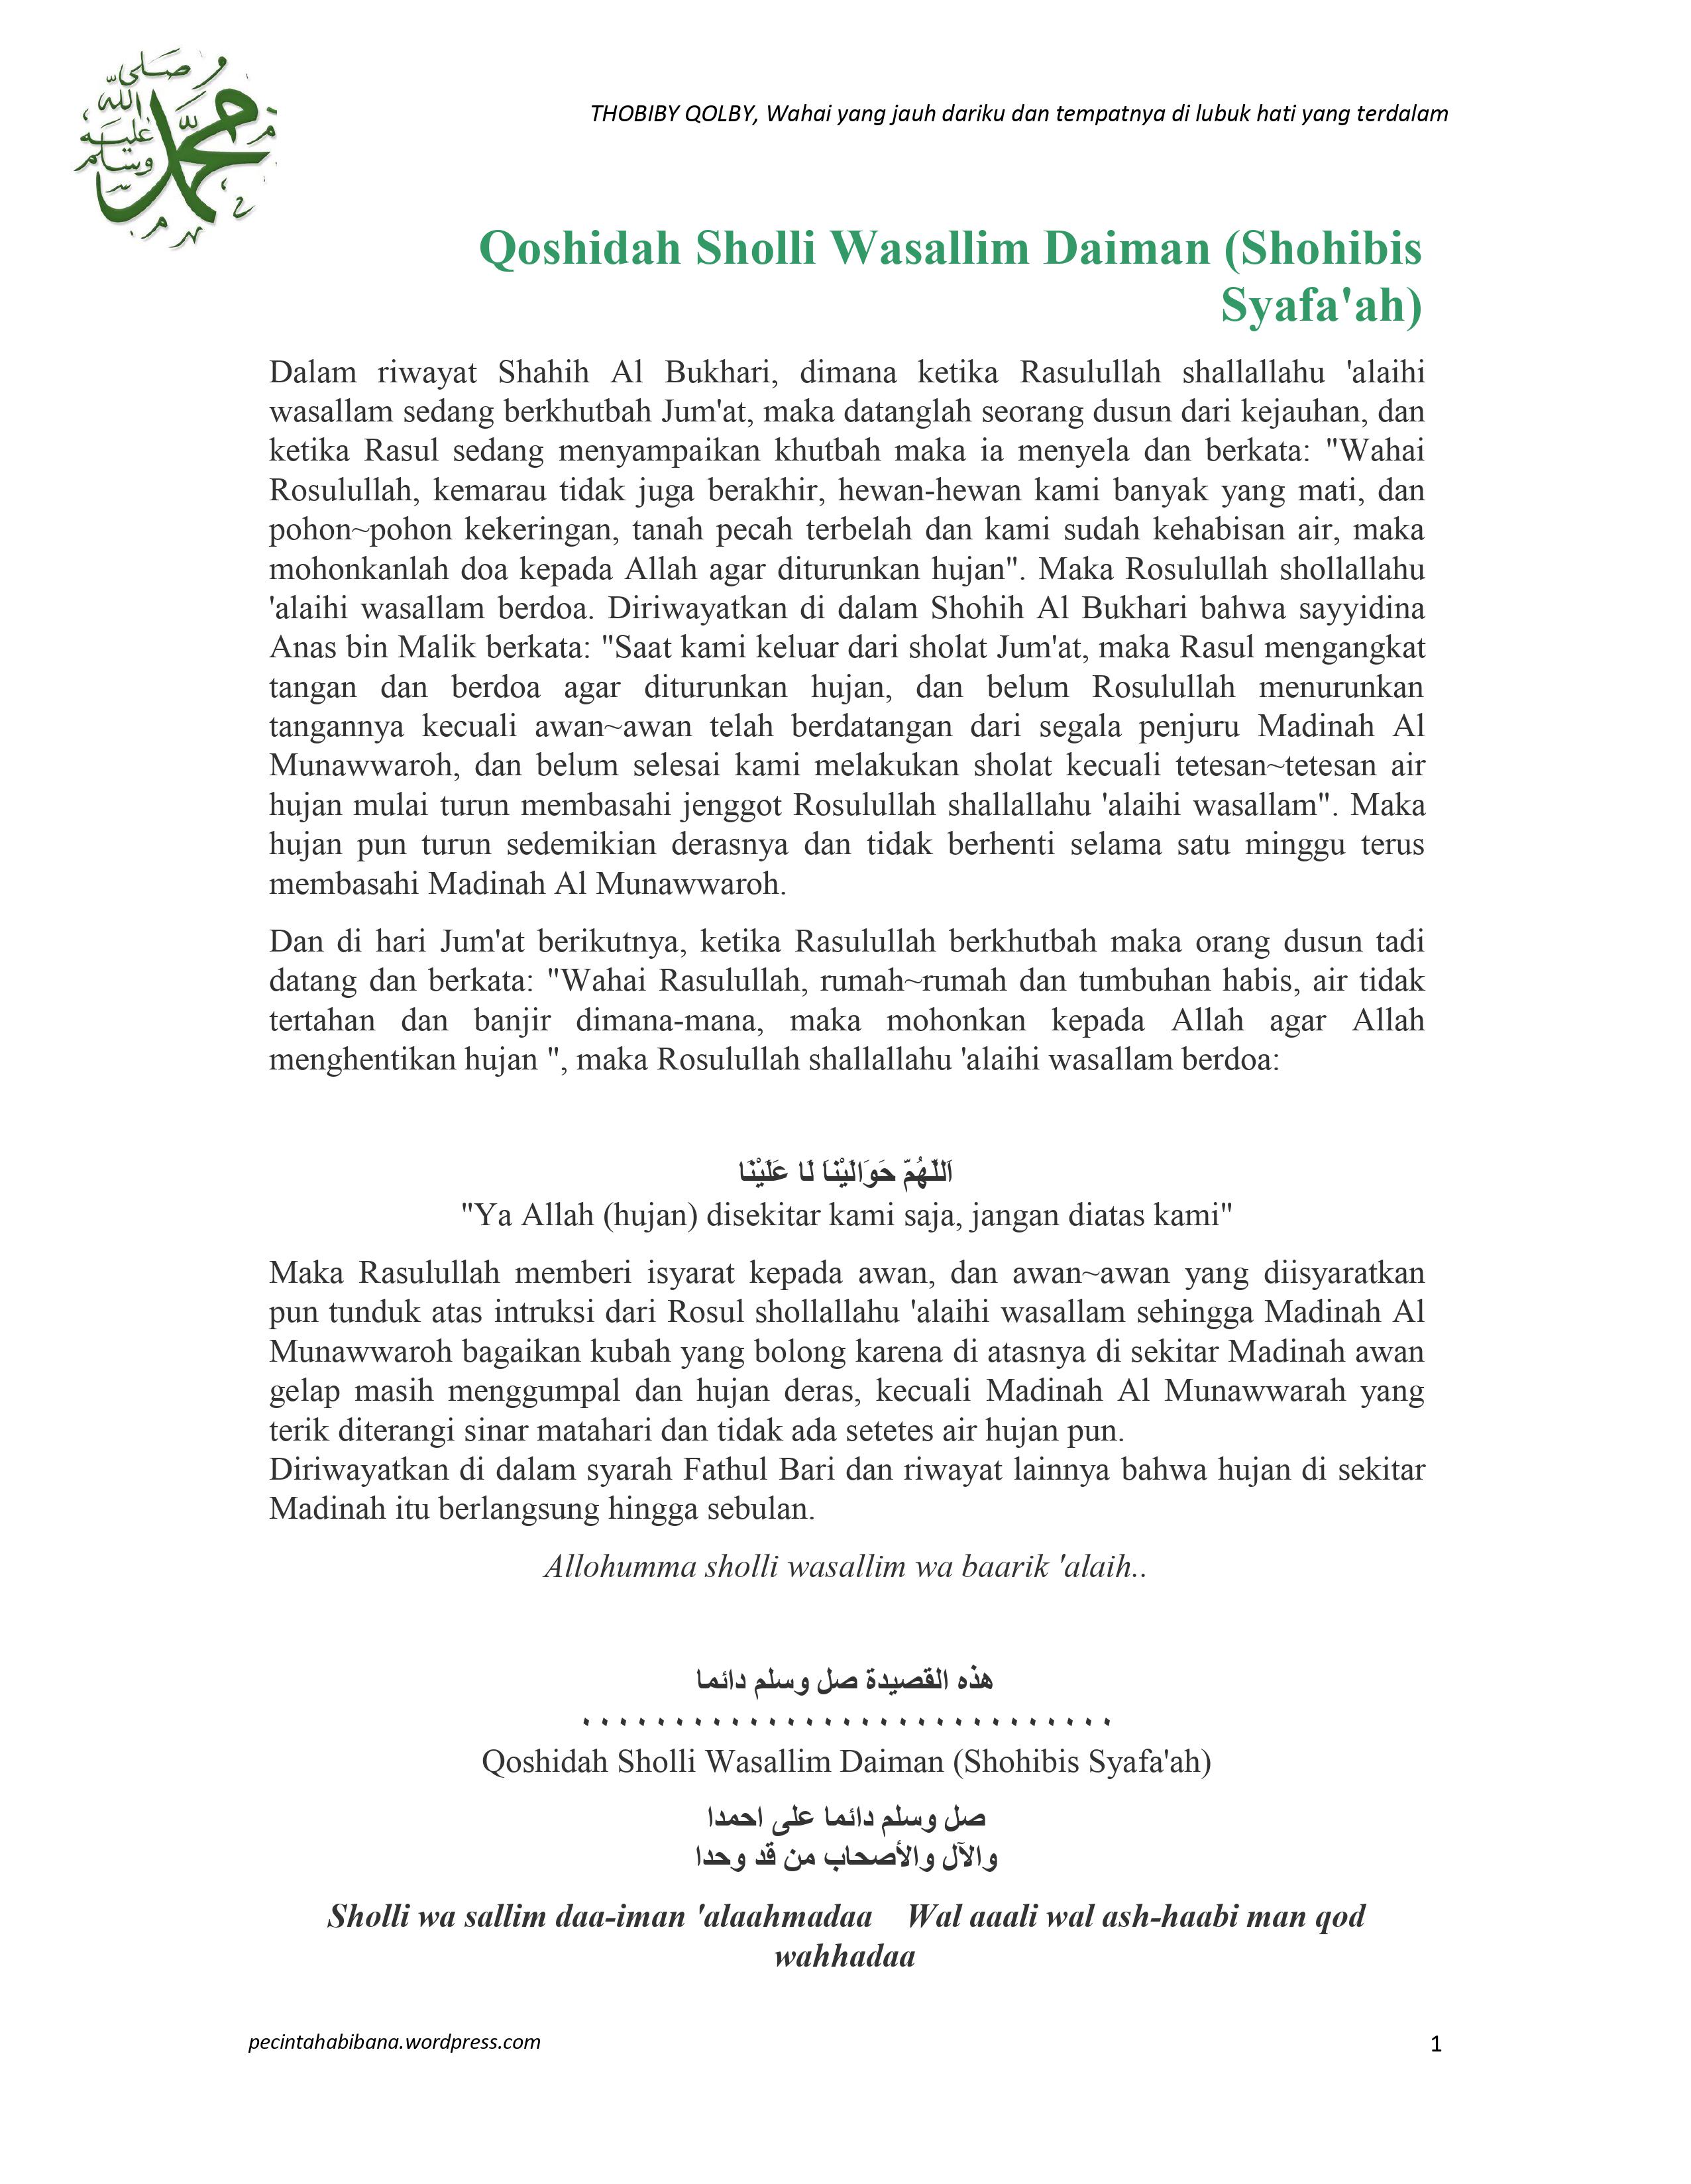 صلى الله عليه وسلم
محمد
THOBIBY QOLBY, Wahai yang jauh dariku dan tempatnya di lubuk hati yang terdalam
Qoshidah Sholli Wasallim Daiman (Shohibis
Syafa'ah)
Dalam riwayat Shahih Al Bukhari, dimana ketika Rasulullah shallallahu 'alaihi
wasallam sedang berkhutbah Jum'at, maka datanglah seorang dusun dari kejauhan, dan
ketika Rasul sedang menyampaikan khutbah maka ia menyela dan berkata: "Wahai
Rosulullah, kemarau tidak juga berakhir, hewan-hewan kami banyak yang mati, dan
pohon~pohon kekeringan, tanah pecah terbelah dan kami sudah kehabisan air, maka
mohonkanlah doa kepada Allah agar diturunkan hujan". Maka Rosulullah shollallahu
'alaihi wasallam berdoa. Diriwayatkan di dalam Shohih Al Bukhari bahwa sayyidina
Anas bin Malik berkata: "Saat kami keluar dari sholat Jum'at, maka Rasul mengangkat
tangan dan berdoa agar diturunkan hujan, dan belum Rosulullah menurunkan
tangannya kecuali awan~awan telah berdatangan dari segala penjuru Madinah Al
Munawwaroh, dan belum selesai kami melakukan sholat kecuali tetesan~tetesan air
hujan mulai turun membasahi jenggot Rosulullah shallallahu 'alaihi wasallam". Maka
hujan pun turun sedemikian derasnya dan tidak berhenti selama satu minggu terus
membasahi Madinah Al Munawwaroh.
Dan di hari Jum'at berikutnya, ketika Rasulullah berkhutbah maka orang dusun tadi
datang dan berkata: "Wahai Rasulullah, rumah~rumah dan tumbuhan habis, air tidak
tertahan dan banjir dimana-mana, maka mohonkan kepada Allah agar Allah
menghentikan hujan ", maka Rosulullah shallallahu 'alaihi wasallam berdoa:
اَللّهُمّ حَوَالَيْنَا لَا عَلَيْنَا
"Ya Allah (hujan) disekitar kami saja, jangan diatas kami"
Maka Rasulullah memberi isyarat kepada awan, dan awan~awan yang diisyaratkan
pun tunduk atas intruksi dari Rosul shollallahu 'alaihi wasallam sehingga Madinah Al
Munawwaroh bagaikan kubah yang bolong karena di atasnya di sekitar Madinah awan
gelap masih menggumpal dan hujan deras, kecuali Madinah Al Munawwarah yang
terik diterangi sinar matahari dan tidak ada setetes air hujan pun.
Diriwayatkan di dalam syarah Fathul Bari dan riwayat lainnya bahwa hujan di sekitar
Madinah itu berlangsung hingga sebulan.
Allohumma sholli wasallim wa baarik 'alaih..
هذه القصيدة صل وسلم دائما
٠٠٠٠٠٠٠٠٠٠٠٠٠٠٠٠٠٠٠٠٠٠٠٠٠٠٠٠٠
Qoshidah Sholli Wasallim Daiman (Shohibis Syafa'ah)
صل وسلم دائما على احمدا
والآل والأصحاب من قد وحدا
Sholli wa sallim daa-iman 'alaahmadaa    Wal aaali wal ash-haabi man qod
wahhadaa
pecintahabibana.wordpress.com
1